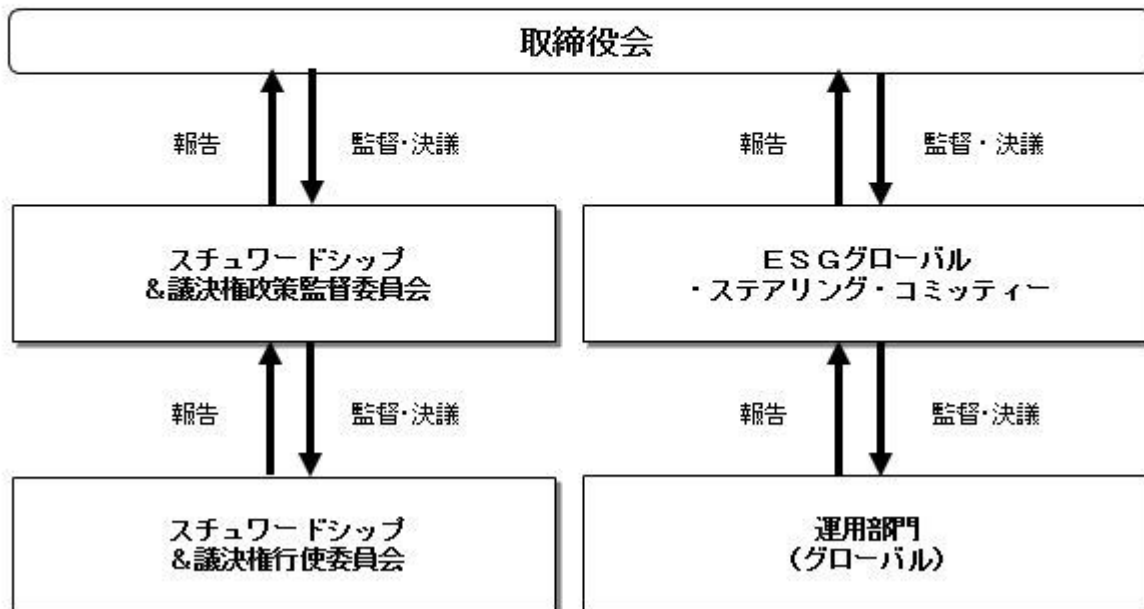 取締役会
報告
監督・決議
報告
監督・決議
スチュワードシップ
&議決権政策監督委員会
ESGグローバル
・ステアリング・コミッティー
報告
監督・決議
報告
監督・決議
スチュワードシップ
&議決権行使委員会
運用部門
(グローバル)